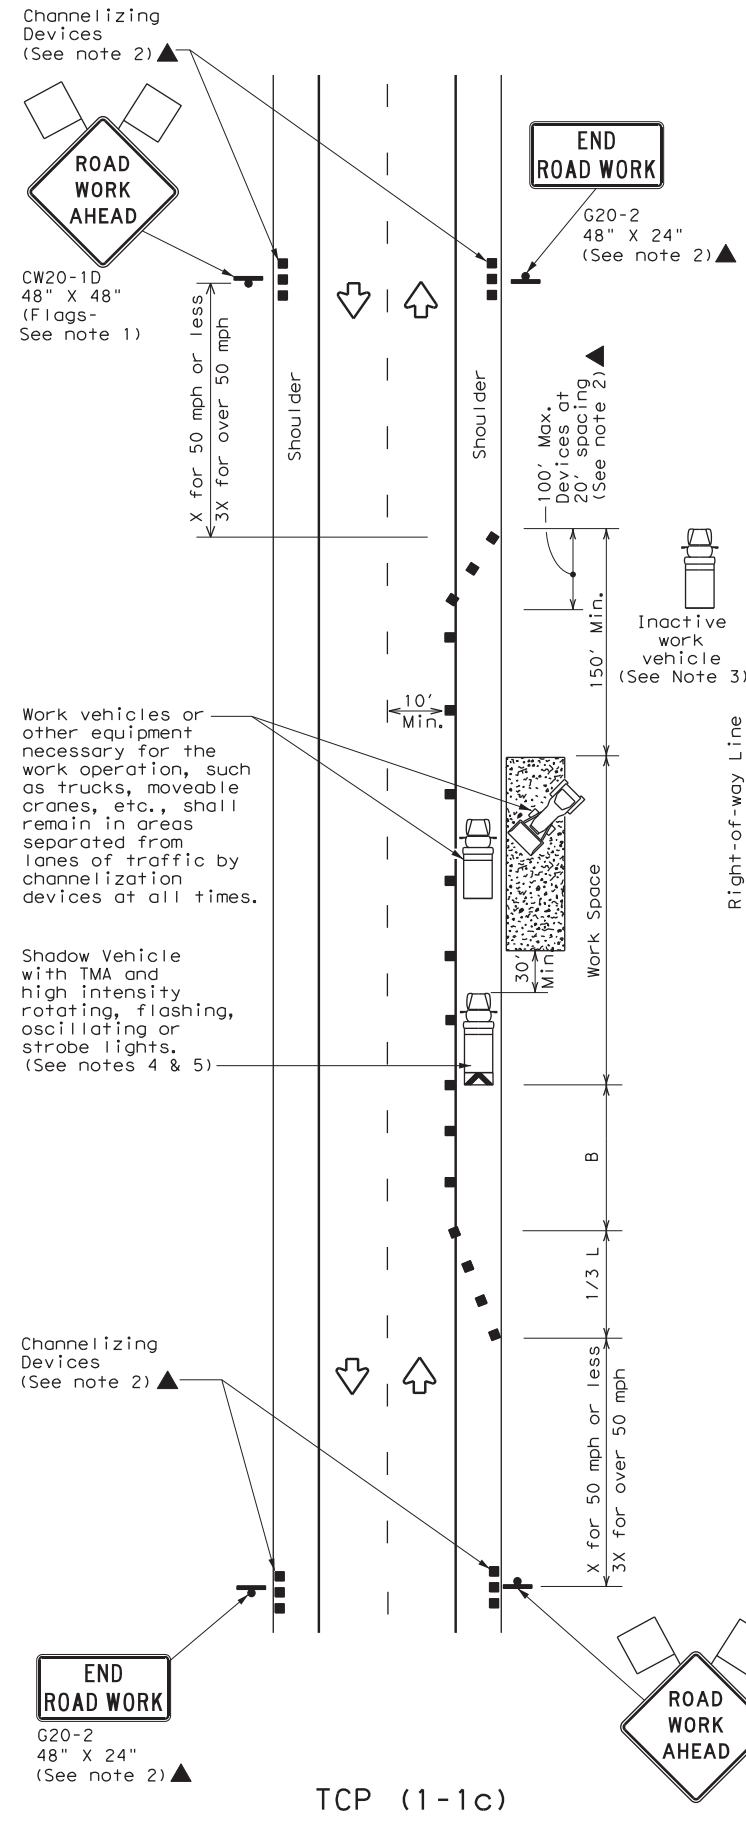 Channelizing
Devices
(See note 2)
ROAD
WORK
AHEAD
CW20-1D
48" X 48"
(Flags-
See note 1)
END
ROAD WORK
G20-2
48" X 24"
(See note 2)
X for 50 mph or less
3X for over 50 mph
Shoulder
Shoulder
100' Max.
Devices at
20' spacing
(See note 2)
150' Min.
Inactive
work
vehicle
(See Note 3)
10'
Min.
Work vehicles or
other equipment
necessary for the
work operation, such
as trucks, moveable
cranes, etc., shall
remain in areas
separated from
lanes of traffic by
channelization
devices at all times.
Right-of-way Line
Work Space
30'
Min.
Shadow Vehicle
with TMA and
high intensity
rotating, flashing,
oscillating or
strobe lights.
(See notes 4 & 5)
B
1/3 L
Channelizing
Devices
(See note 2)
X for 50 mph or less
3X for over 50 mph
END
ROAD WORK
G20-2
48" X 24"
(See note 2)
ROAD
WORK
AHEAD
TCP (1-1c)